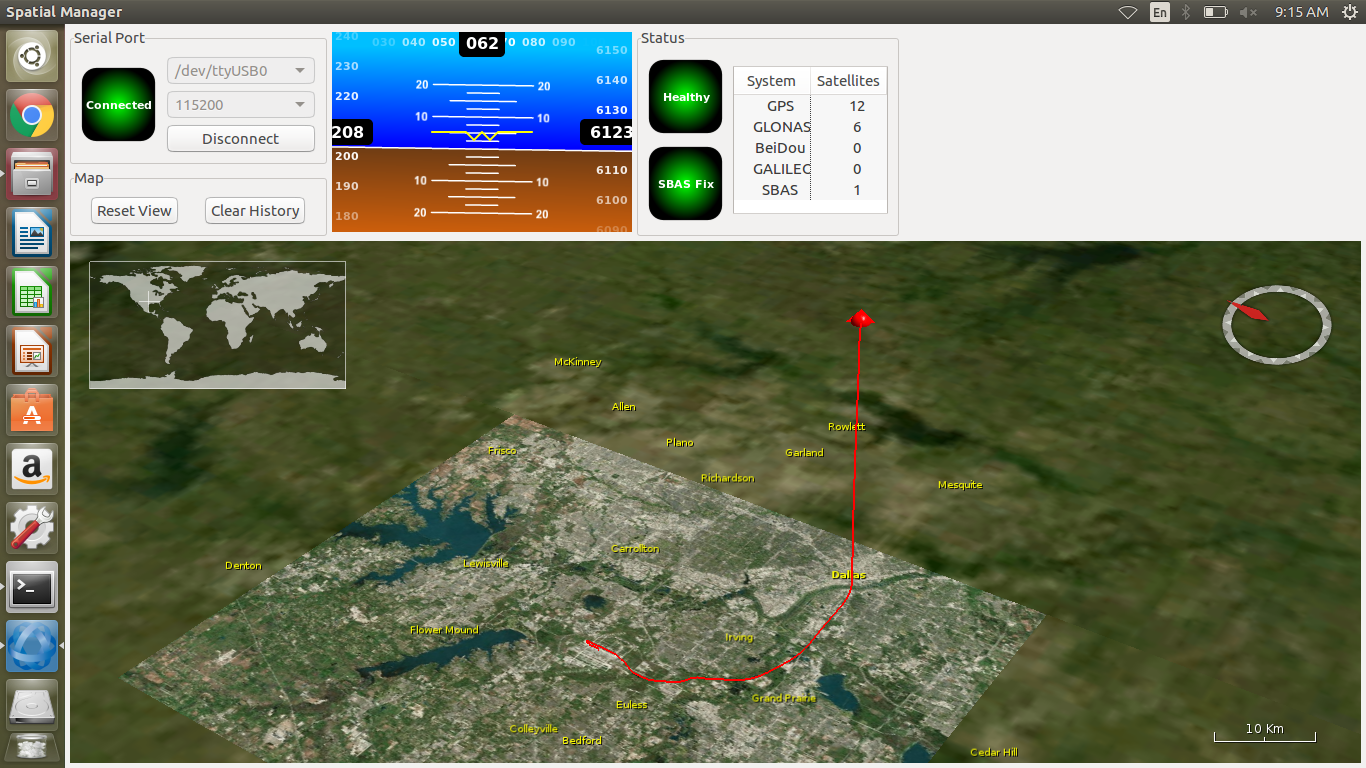 Spatial Manager
En
9:15 AM
Serial Port
Connected
/dev/ttyUSB0
115200
Disconnect
Map
Reset View
Clear History
240
030 040 050 062 70 080 090
6150
230
6140
220
6130
208
6123
200
6110
190
6100
180
6090
20 20
10 10
10 10
20 20
Status
Healthy
SBAS Fix
System Satellites
GPS 12
GLONAS 6
BeiDou 0
GALILEO 0
SBAS 1
McKinney
Allen
Rowlett
Plano
Garland
Frisco
Richardson
Mesquite
Carrollton
Denton
Lewisville
Dallas
Flower Mound
Irving
Grand Prairie
Euless
Colleyville
Bedford
Cedar Hill
10 Km